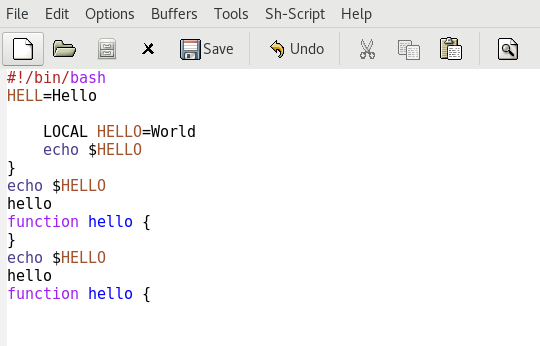 File Edit Options Buffers Tools Sh-Script Help
Save Undo
#!/bin/bash
HELL=Hello
LOCAL HELLO=World
echo $HELLO
}
echo $HELLO
hello
function hello {
}
echo $HELLO
hello
function hello {